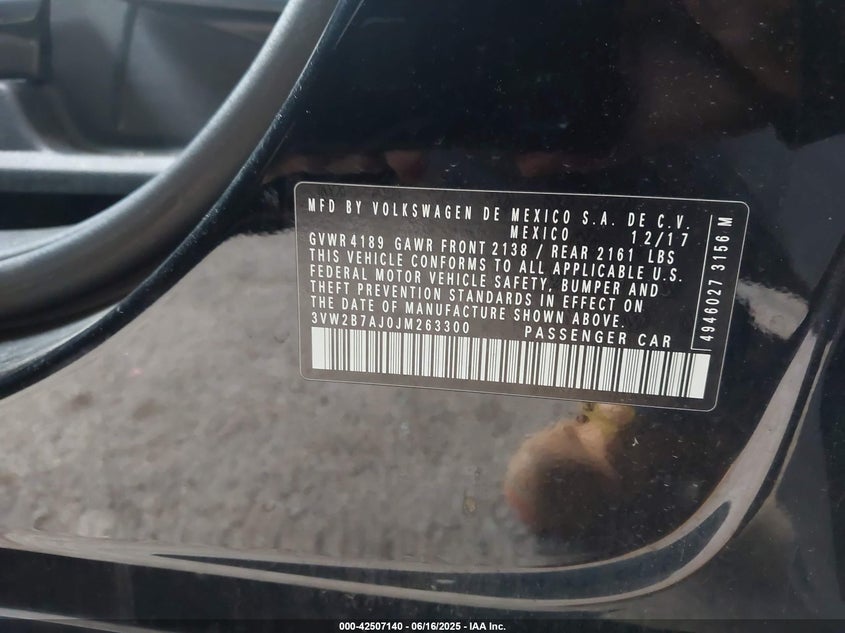 MFD BY VOLKSWAGEN DE MEXICO S.A. DE C.V.
MEXICO 12/17
GVWR 4189 GAWR FRONT 2138 / REAR 2161 LBS
THIS VEHICLE CONFORMS TO ALL APPLICABLE U.S.
FEDERAL MOTOR VEHICLE SAFETY, BUMPER AND
THEFT PREVENTION STANDARDS IN EFFECT ON
THE DATE OF MANUFACTURE SHOWN ABOVE.
3VW2B7AJ0JM263300 PASSENGER CAR
4946027 3156 M
000-42507140 - 06/16/2025 - IAA Inc.